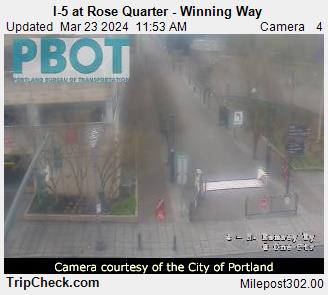 I-5 at Rose Quarter - Winning Way
Updated Mar 23 2024 11:53 AM Camera 4
PBOT
PORTLAND BUREAU OF TRANSPORTATION
Camera courtesy of the City of Portland
TripCheck.com Milepost302.00